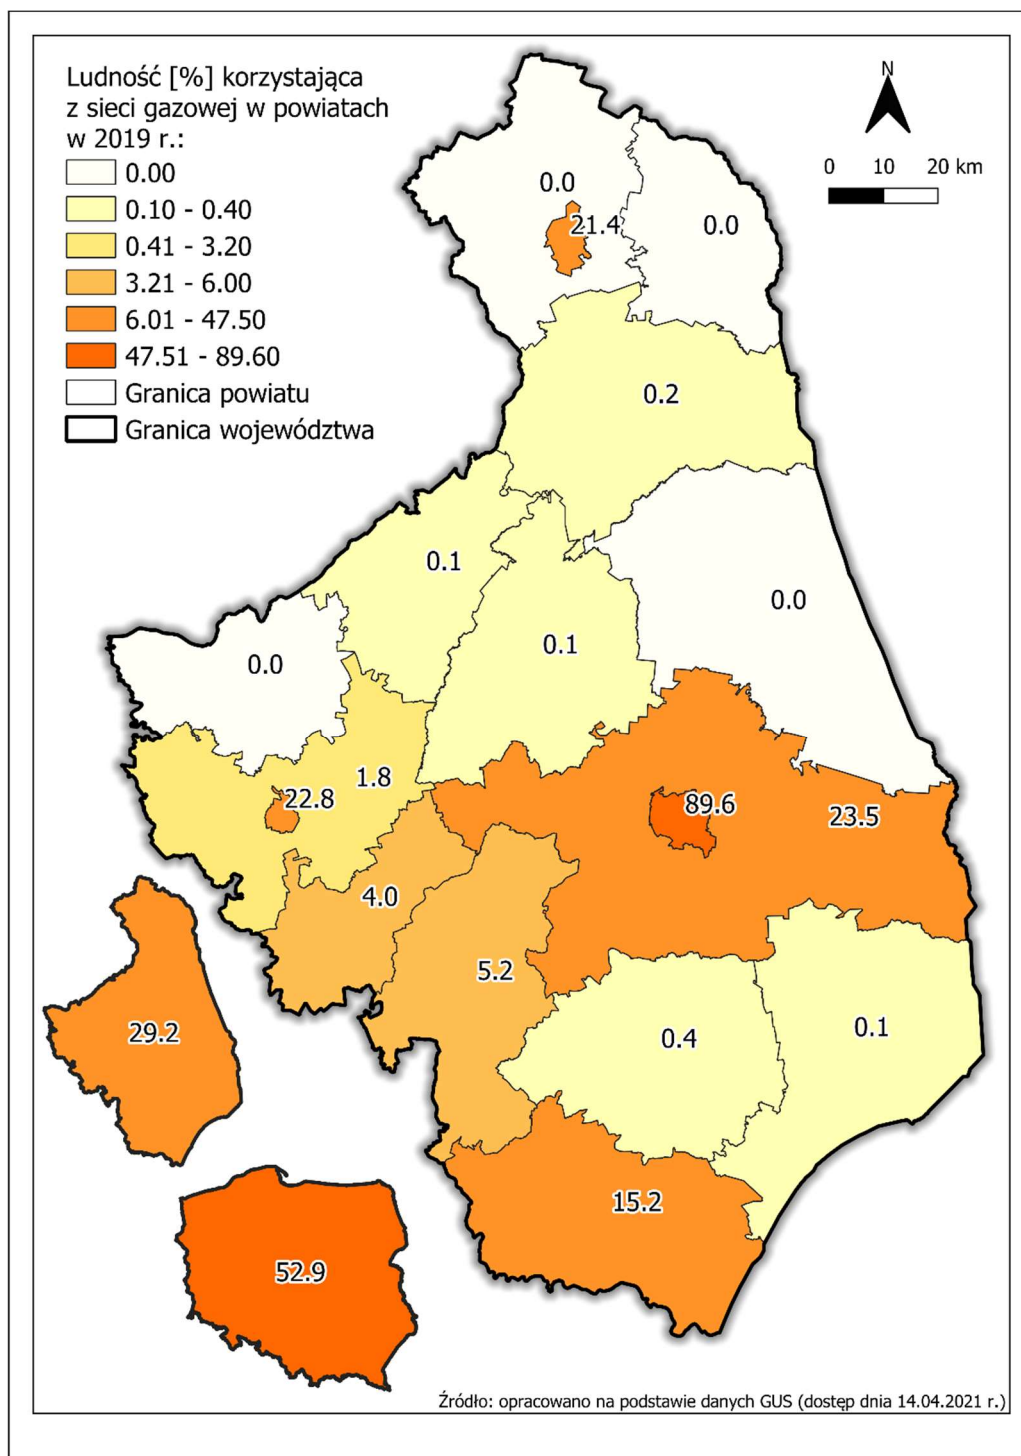 Ludność [%] korzystająca
z sieci gazowej w powiatach
w 2019 r.:
0.00
0.10 - 0.40
0.41 - 3.20
3.21 - 6.00
6.01 - 47.50
47.51 - 89.60
Granica powiatu
Granica województwa
N
0 10 20 km
0.0
21.4
0.0
0.2
0.1
0.0
0.1
0.0
1.8
22.8
89.6
23.5
4.0
5.2
0.1
29.2
0.4
15.2
52.9
Źródło: opracowano na podstawie danych GUS (dostęp dnia 14.04.2021 r.)